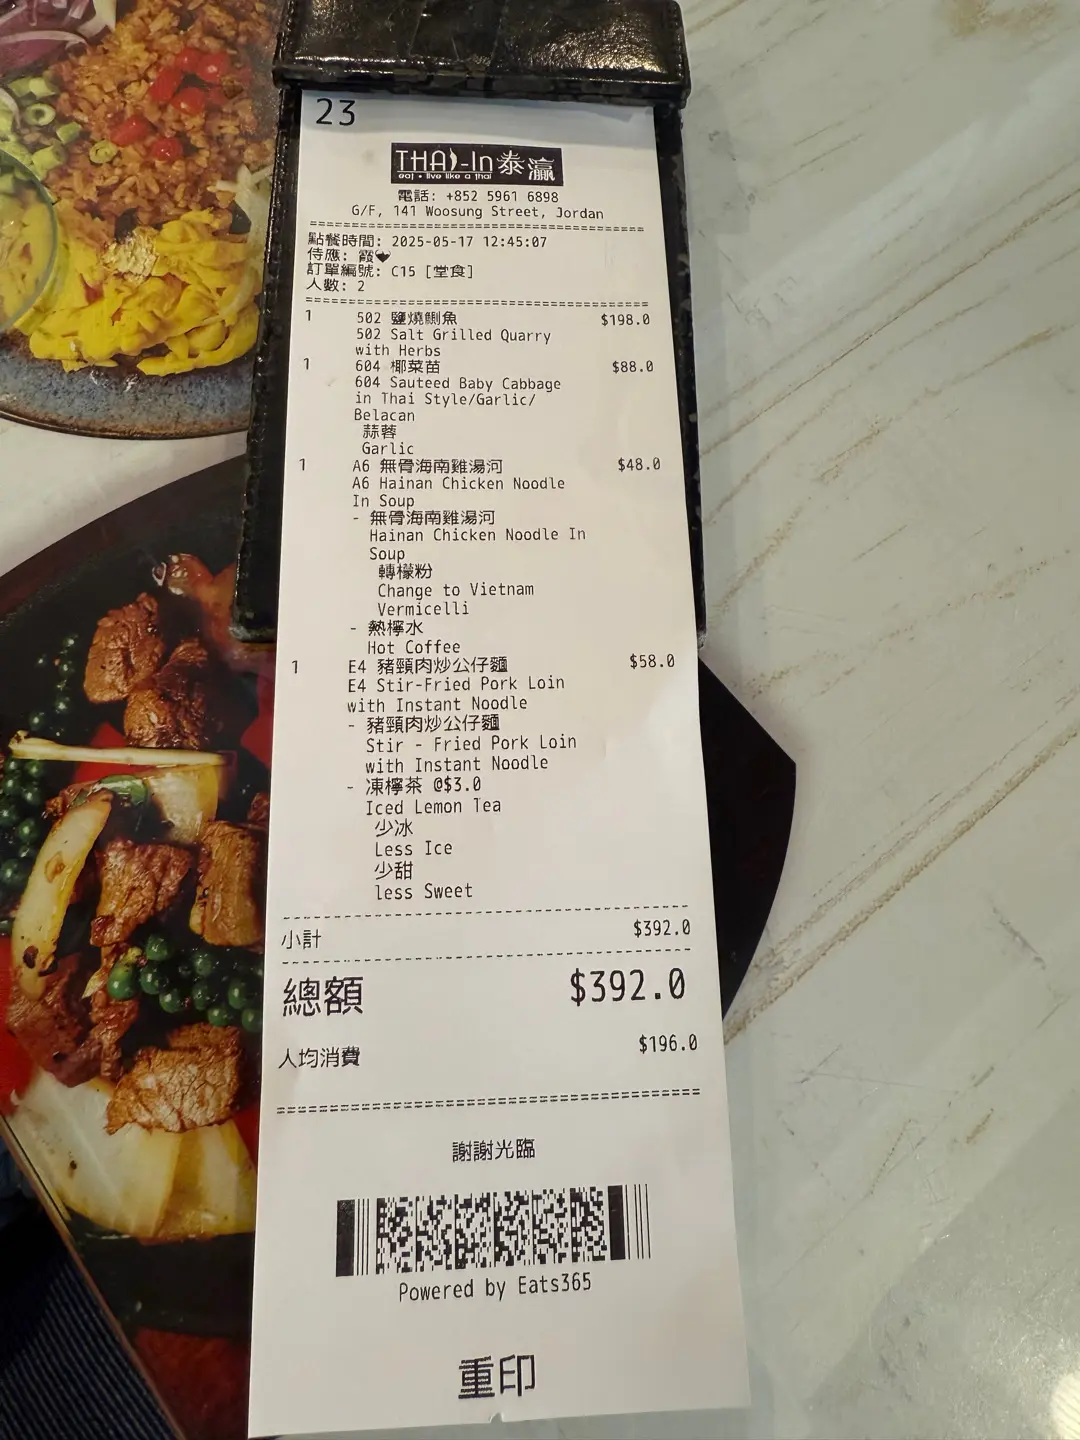 23
THAI-In 泰瀛
eat • live like a thai
電話: +852 5961 6898
G/F, 141 Woosung Street, Jordan
點餐時間: 2025-05-17 12:45:07
侍應: 霞❤
訂單編號: C15 [堂食]
人數: 2
1 502 鹽燒鰂魚 $198.0
502 Salt Grilled Quarry
with Herbs
1 604 椰菜苗 $88.0
604 Sauteed Baby Cabbage
in Thai Style/Garlic/
Belacan
蒜蓉
Garlic
1 A6 無骨海南雞湯河 $48.0
A6 Hainan Chicken Noodle
In Soup
- 無骨海南雞湯河
Hainan Chicken Noodle In
Soup
轉檬粉
Change to Vietnam
Vermicelli
- 熱檸水
Hot Coffee
1 E4 豬頸肉炒公仔麵 $58.0
E4 Stir-Fried Pork Loin
with Instant Noodle
- 豬頸肉炒公仔麵
Stir - Fried Pork Loin
with Instant Noodle
- 凍檸茶 @$3.0
Iced Lemon Tea
少冰
Less Ice
少甜
less Sweet
小計 $392.0
總額 $392.0
人均消費 $196.0
謝謝光臨
Powered by Eats365
重印